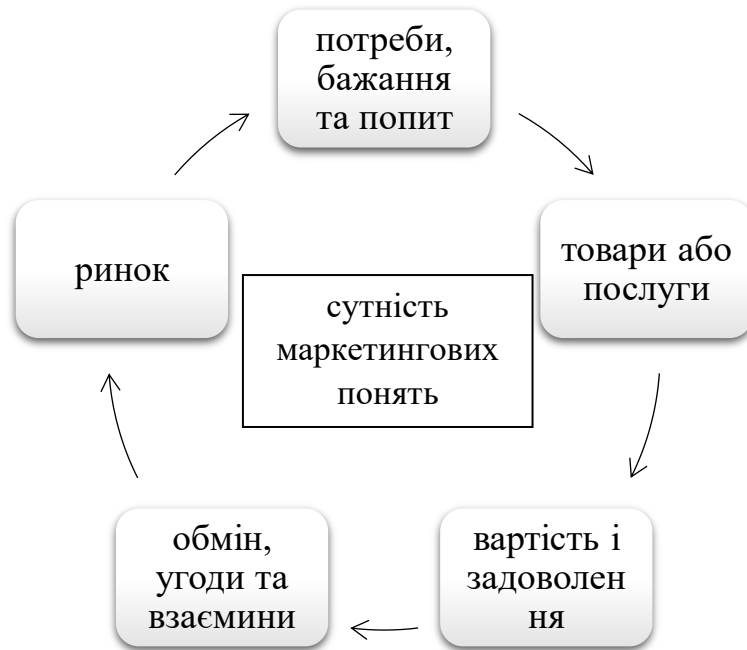 потреби,
бажання
та попит
товари або
послуги
вартість і
задоволен
ня
обмін,
угоди та
взаємини
ринок
сутність
маркетингових
понять